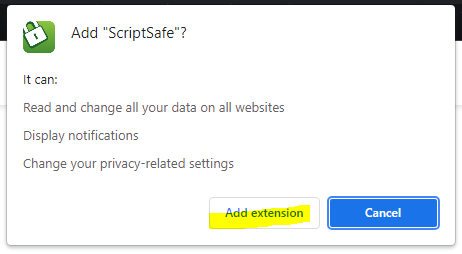 Add "ScriptSafe"?
It can:
Read and change all your data on all websites
Display notifications
Change your privacy-related settings
Add extension
Cancel